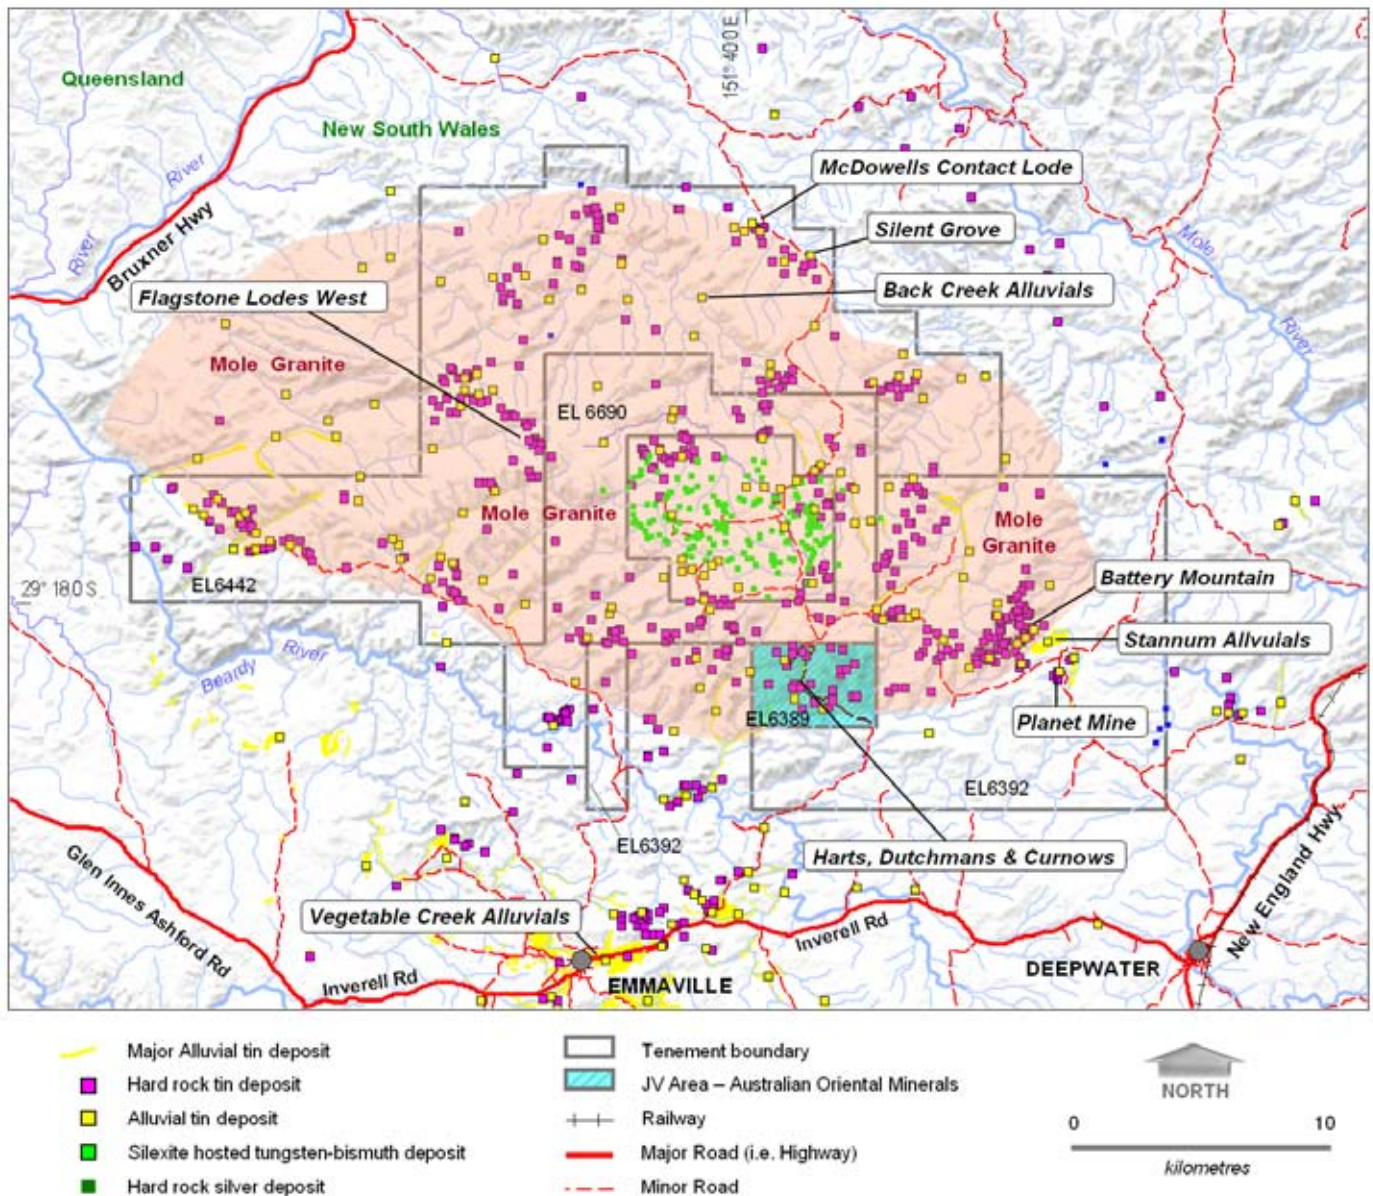 151° 400 E
Queensland
New South Wales
River
River
Bruxner Hwy
McDowells Contact Lode
Silent Grove
Mole
River
Back Creek Alluvials
Flagstone Lodes West
Mole Granite
EL 6690
Mole Granite
Mole
Granite
29° 180 S
EL6442
Battery Mountain
Stannum Allvuials
Beardy
River
EL6389
Planet Mine
EL6392
EL6392
Harts, Dutchmans & Curnows
Glen Innes Ashford Rd
Vegetable Creek Alluvials
Inverell Rd
Inverell Rd
New England Hwy
EMMAVILLE
DEEPWATER
Major Alluvial tin deposit
Hard rock tin deposit
Alluvial tin deposit
Silexite hosted tungsten-bismuth deposit
Hard rock silver deposit
Tenement boundary
JV Area – Australian Oriental Minerals
Railway
Major Road (i.e. Highway)
Minor Road
NORTH
0 10
kilometres